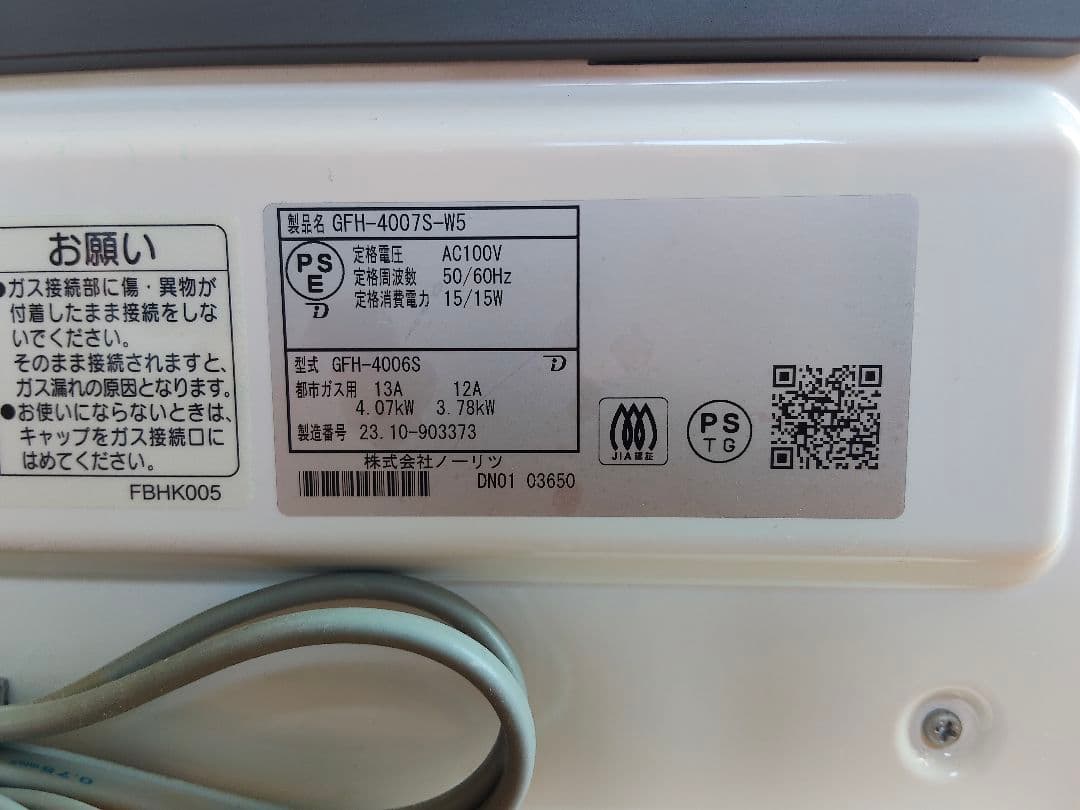 お願い
●ガス接続部に傷・異物が
付着したまま接続をしな
いでください。
そのまま接続されますと、
ガス漏れの原因となります。
●お使いにならないときは、
キャップをガス接続口に
はめてください。
FBHK005
製品名 GFH-4007S-W5
PS
E
定格電圧 AC100V
定格周波数 50/60Hz
定格消費電力 15/15W
型式 GFH-4006S
都市ガス用 13A 12A
4.07kW 3.78kW
製造番号 23.10-903373
株式会社ノーリツ
DN01 03650
JIA認証
PS
TG
0.75mm²